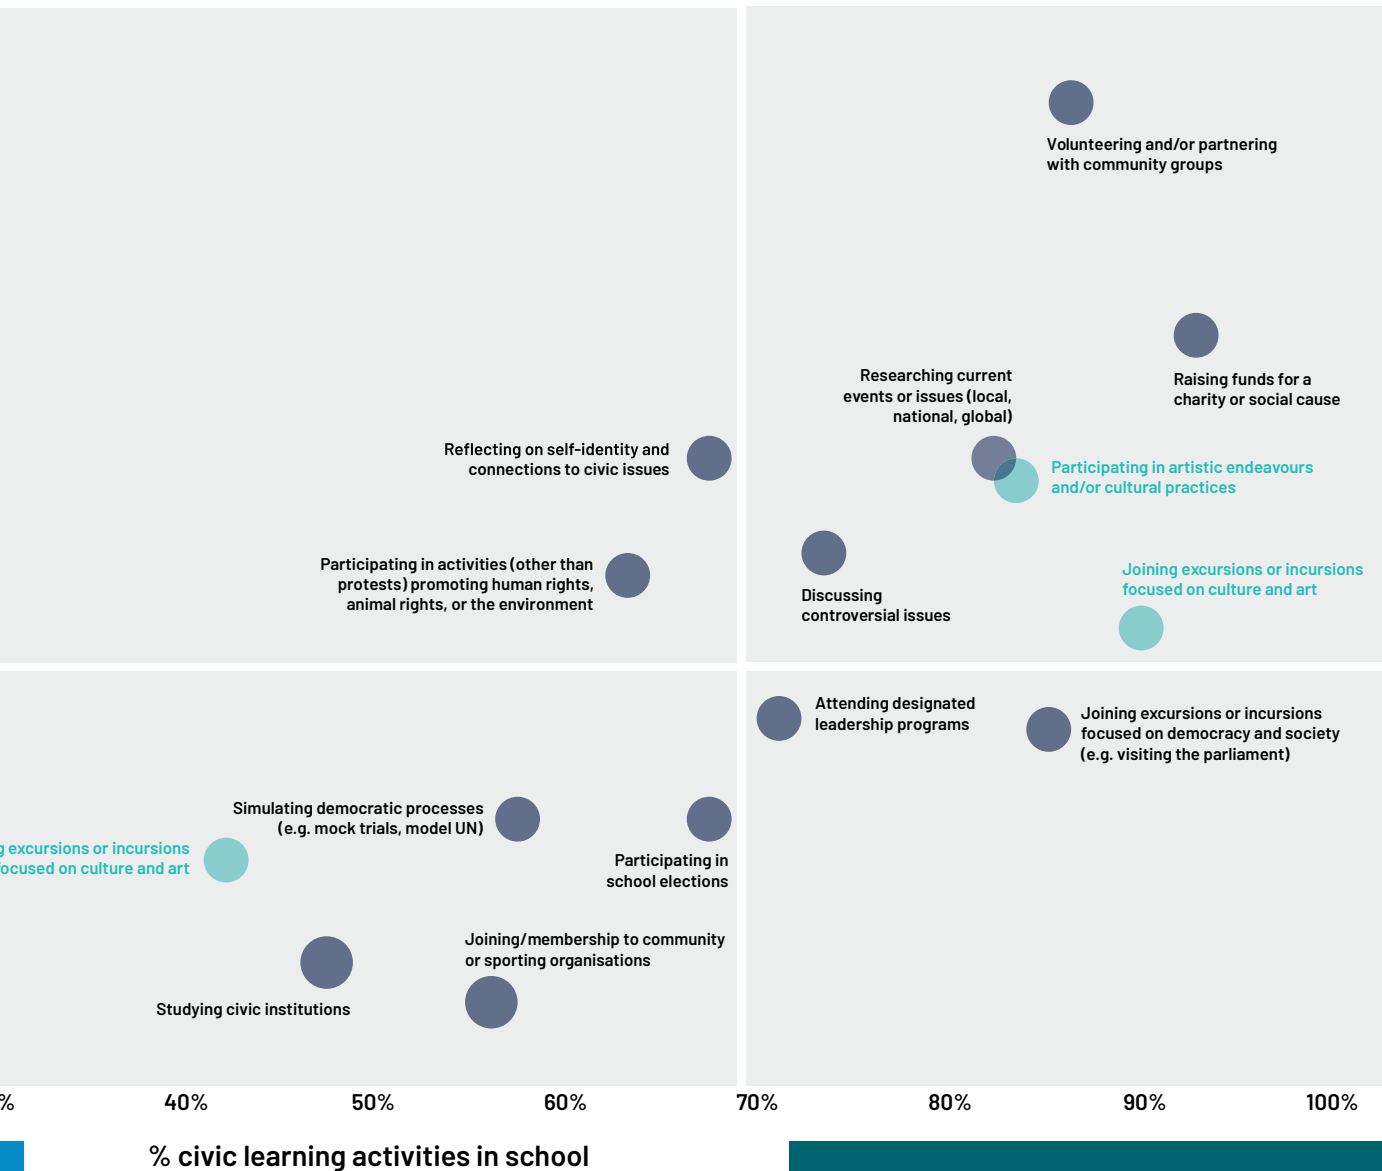 Volunteering and/or partnering
with community groups
Raising funds for a
charity or social cause
Researching current
events or issues (local,
national, global)
Reflecting on self-identity and
connections to civic issues
Participating in artistic endeavours
and/or cultural practices
Participating in activities (other than
protests) promoting human rights,
animal rights, or the environment
Discussing
controversial issues
Joining excursions or incursions
focused on culture and art
Attending designated
leadership programs
Joining excursions or incursions
focused on democracy and society
(e.g. visiting the parliament)
Simulating democratic processes
(e.g. mock trials, model UN)
excursions or incursions
focused on culture and art
Participating in
school elections
Joining/membership to community
or sporting organisations
Studying civic institutions
% 40% 50% 60% 70% 80% 90% 100%
% civic learning activities in school